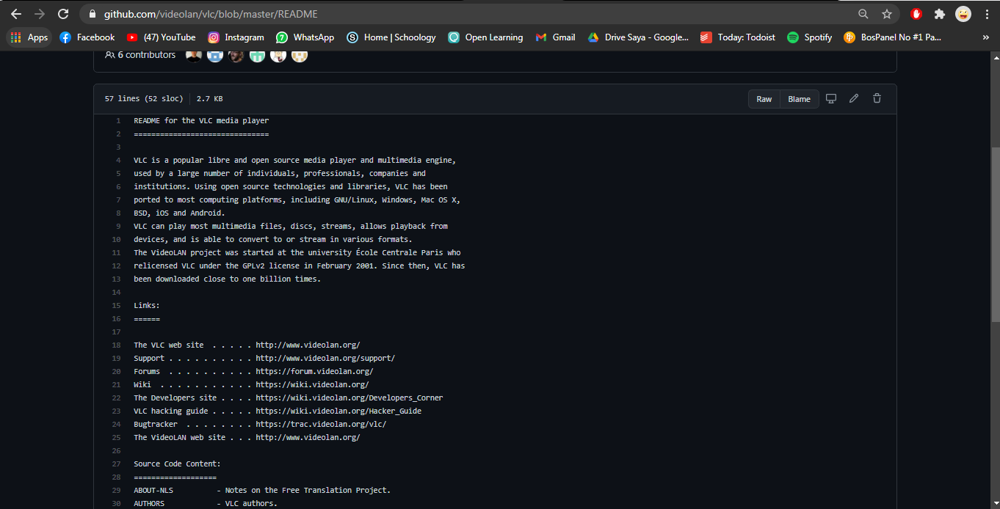 github.com/videolan/vlc/blob/master/README
Apps Facebook (47) YouTube Instagram WhatsApp Home | Schoology Open Learning Gmail Drive Saya - Google... Today: Todoist Spotify BosPanel No #1 Pa... »
6 contributors
57 lines (52 sloc) 2.7 KB Raw Blame
1 README for the VLC media player
2 ===============================
3
4 VLC is a popular libre and open source media player and multimedia engine,
5 used by a large number of individuals, professionals, companies and
6 institutions. Using open source technologies and libraries, VLC has been
7 ported to most computing platforms, including GNU/Linux, Windows, Mac OS X,
8 BSD, iOS and Android.
9 VLC can play most multimedia files, discs, streams, allows playback from
10 devices, and is able to convert to or stream in various formats.
11 The VideoLAN project was started at the university École Centrale Paris who
12 relicensed VLC under the GPLv2 license in February 2001. Since then, VLC has
13 been downloaded close to one billion times.
14
15 Links:
16 ======
17
18 The VLC web site . . . . . http://www.videolan.org/
19 Support . . . . . . . . . . http://www.videolan.org/support/
20 Forums . . . . . . . . . . https://forum.videolan.org/
21 Wiki . . . . . . . . . . . https://wiki.videolan.org/
22 The Developers site . . . . https://wiki.videolan.org/Developers_Corner
23 VLC hacking guide . . . . . https://wiki.videolan.org/Hacker_Guide
24 Bugtracker . . . . . . . . https://trac.videolan.org/vlc/
25 The VideoLAN web site . . . http://www.videolan.org/
26
27 Source Code Content:
28 ===================
29 ABOUT-NLS - Notes on the Free Translation Project.
30 AUTHORS - VLC authors.